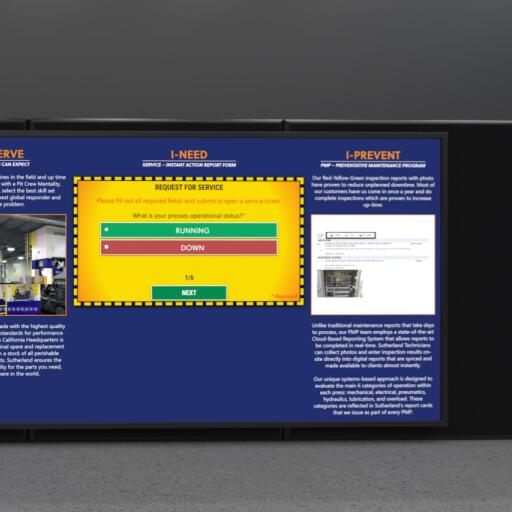 ERVE
CAN EXPECT
ires in the field and up time
with a Pit Crew Mentality.
select the best skill set
est global responder and
problem.
ade with the highest quality
standards for performance
California Headquarters is
inal spare and replacement
a stock of all perishable
ts. Sutherland ensures the
lity for the parts you need,
here in the world.
I-NEED
SERVICE – INSTANT ACTION REPORT FORM
REQUEST FOR SERVICE
Please fill out all required fields and submit to open a service ticket
What is your presses operational status?*
RUNNING
DOWN
1/6
NEXT
*Required
I-PREVENT
PMP – PREVENTATIVE MAINTENANCE PROGRAM
Our Red-Yellow-Green inspection reports with photo
have proven to reduce unplanned downtime. Most of
our customers have us come in once a year and do
complete inspections which are proven to increase
up-time.
Unlike traditional maintenance reports that take days
to process, our PMP team employs a state-of-the-art
Cloud-Based Reporting System that allows reports to
be completed in real-time. Sutherland Technicians
can collect photos and enter inspection results on-
site directly into digital reports that are synced and
made available to clients almost instantly.
Our unique systems-based approach is designed to
evaluate the main 6 categories of operation within
each press: mechanical, electrical, pneumatics,
hydraulics, lubrication, and overload. These
categories are reflected in Sutherland's report cards
that we issue as part of every PMP.